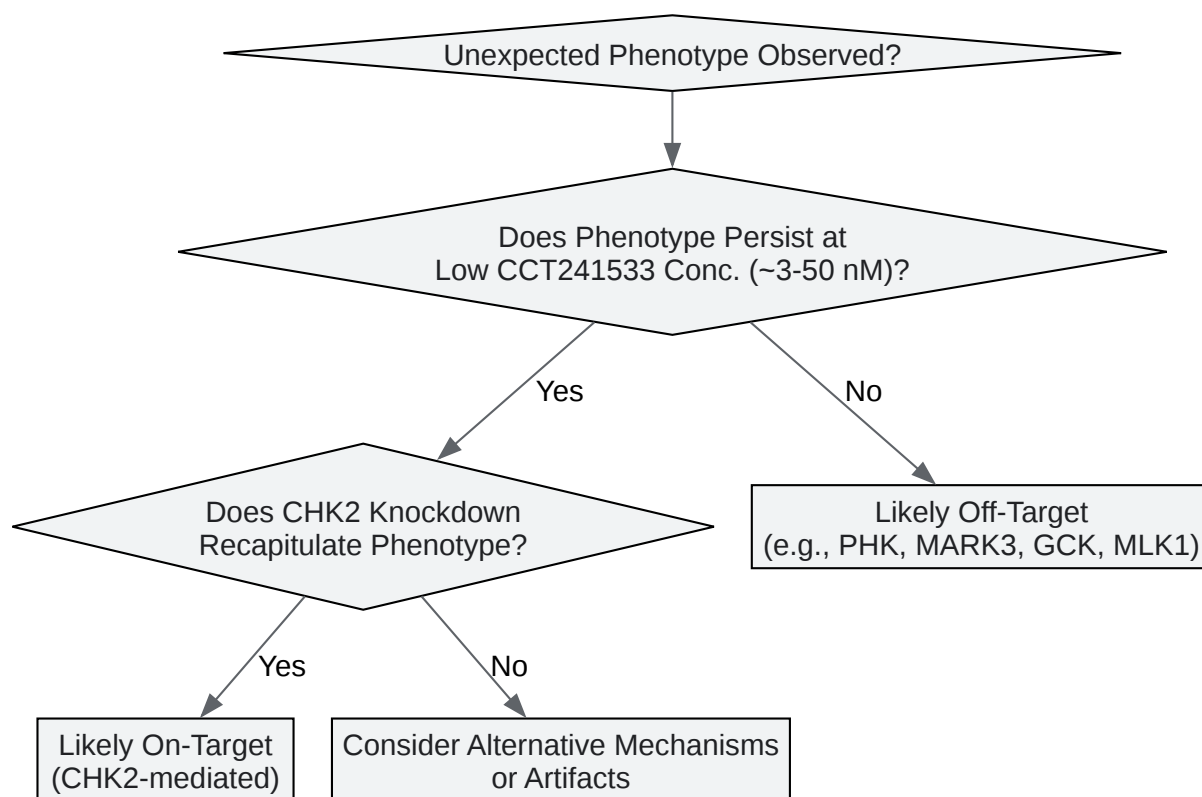 Unexpected Phenotype Observed?
Does Phenotype Persist at
Low CCT241533 Conc. (~3-50 nM)?
Yes
No
Does CHK2 Knockdown
Recapitulate Phenotype?
Likely Off-Target
(e.g., PHK, MARK3, GCK, MLK1)
Yes
No
Likely On-Target
(CHK2-mediated)
Consider Alternative Mechanisms
or Artifacts